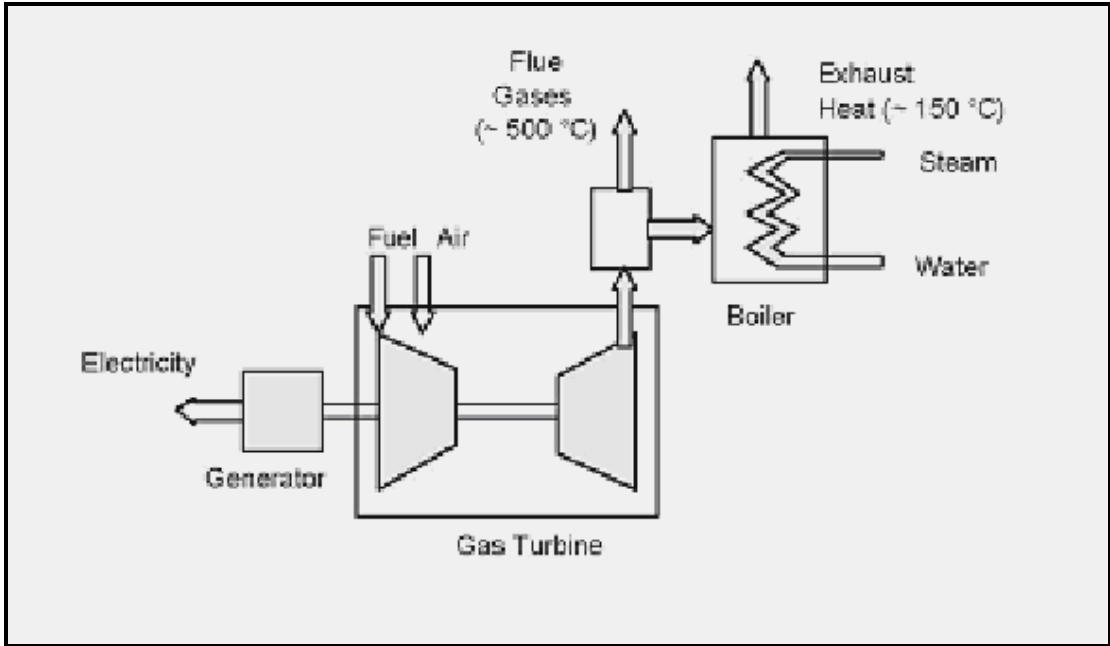 Flue
Gases
(~ 500 °C)
Exhaust
Heat (~ 150 °C)
Steam
Fuel Air
Water
Boiler
Electricity
Generator
Gas Turbine